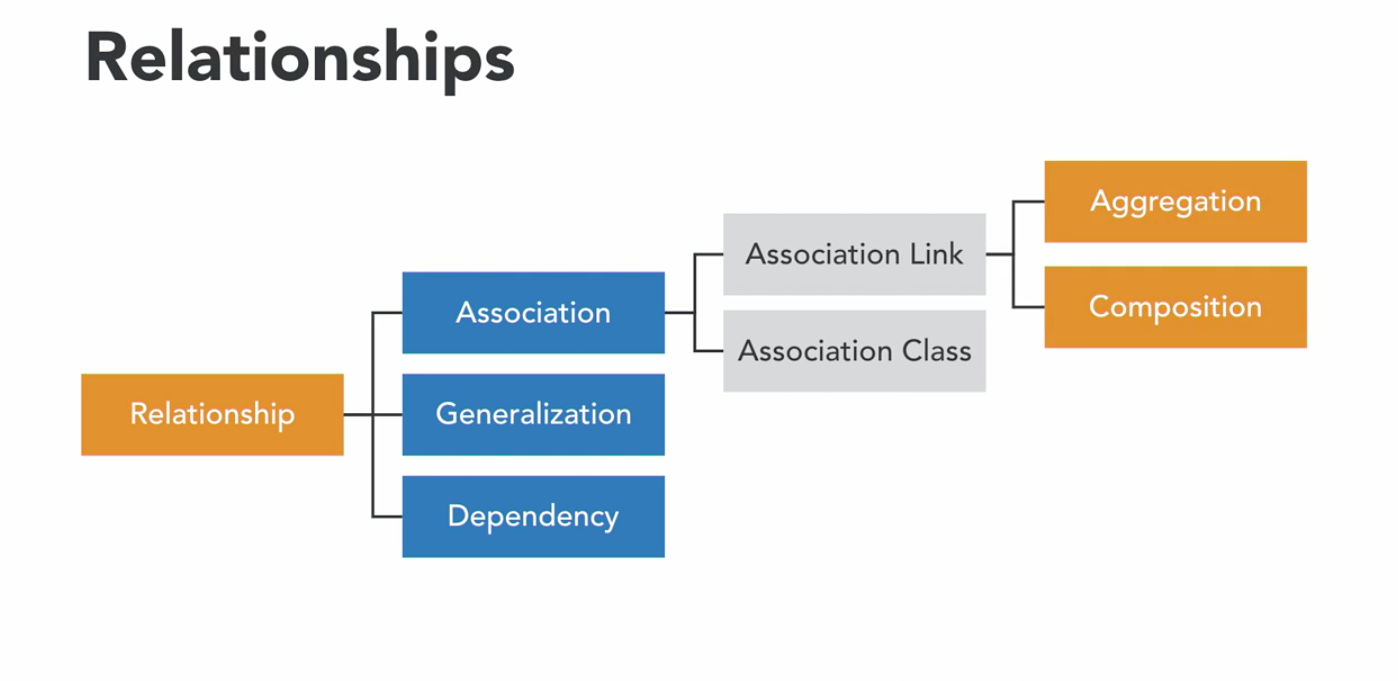 Relationships
Relationship
Association
Generalization
Dependency
Association Link
Association Class
Aggregation
Composition